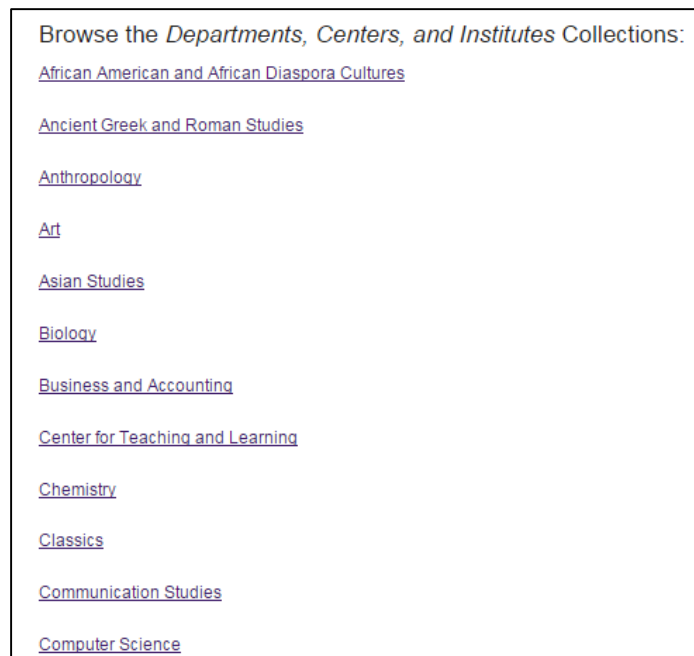 Browse the Departments, Centers, and Institutes Collections:
African American and African Diaspora Cultures
Ancient Greek and Roman Studies
Anthropology
Art
Asian Studies
Biology
Business and Accounting
Center for Teaching and Learning
Chemistry
Classics
Communication Studies
Computer Science